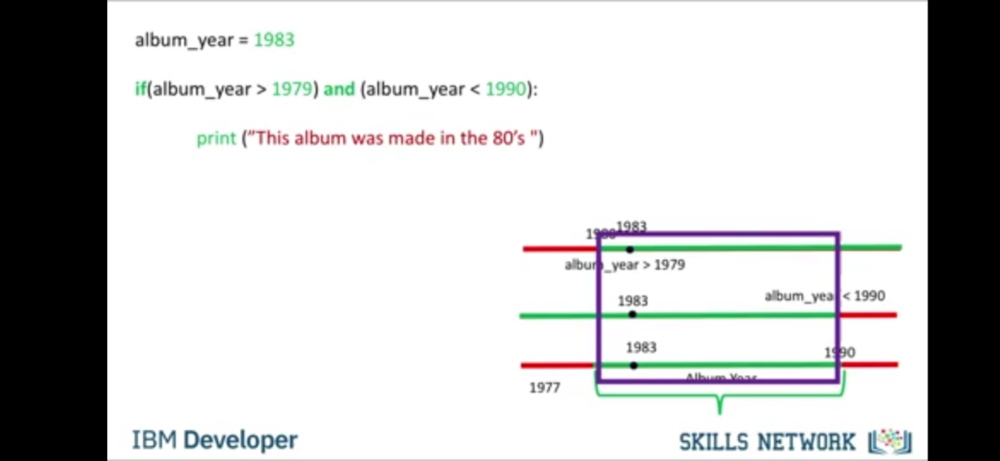 album_year = 1983
if(album_year > 1979) and (album_year < 1990):
print (”This album was made in the 80’s ")
1980
1983
album_year > 1979
1983
album_year < 1990
1983
1990
Album Year
1977
IBM Developer
SKILLS NETWORK